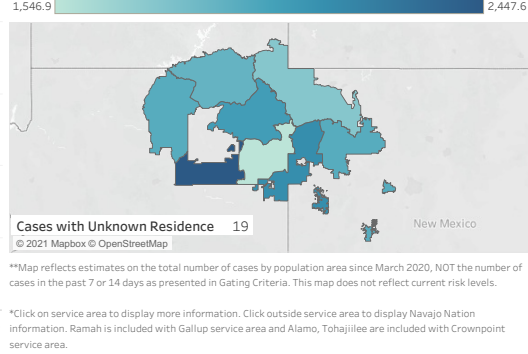 1,546.9 2,447.6
New Mexico
Cases with Unknown Residence 19
© 2021 Mapbox © OpenStreetMap
**Map reflects estimates on the total number of cases by population area since March 2020, NOT the number of
cases in the past 7 or 14 days as presented in Gating Criteria. This map does not reflect current risk levels.
*Click on service area to display more information. Click outside service area to display Navajo Nation
information. Ramah is included with Gallup service area and Alamo, Tohajiilee are included with Crownpoint
service area.